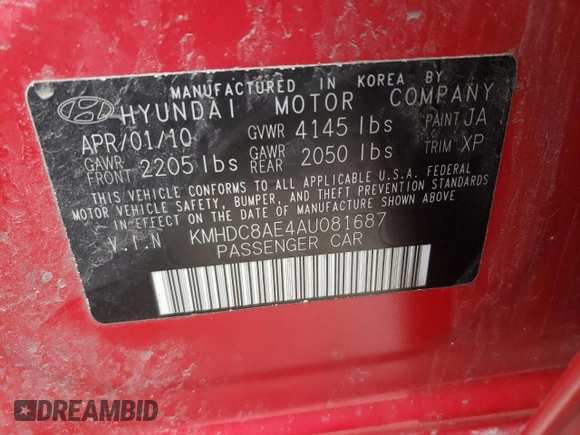 MANUFACTURED IN KOREA BY
HYUNDAI MOTOR COMPANY
APR/01/10 GVWR 4145 lbs PAINT JA
GAWR FRONT 2205 lbs GAWR REAR 2050 lbs TRIM XP
THIS VEHICLE CONFORMS TO ALL APPLICABLE U.S.A. FEDERAL
MOTOR VEHICLE SAFETY, BUMPER, AND THEFT PREVENTION STANDARDS
IN EFFECT ON THE DATE OF MANUFACTURE SHOWN ABOVE.
V.I.N KMHDC8AE4AU081687
PASSENGER CAR
DREAMBID